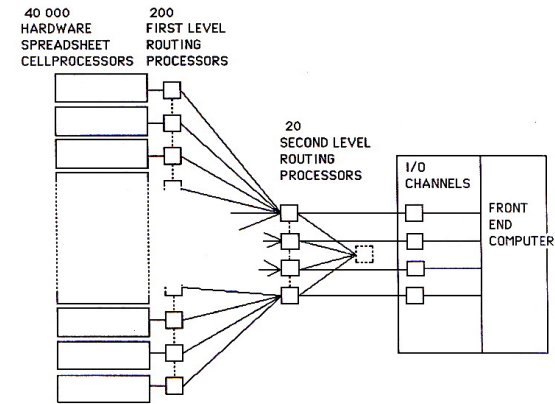 40 000
HARDWARE
SPREADSHEET
CELLPROCESSORS
200
FIRST LEVEL
ROUTING
PROCESSORS
20
SECOND LEVEL
ROUTING
PROCESSORS
I/O
CHANNELS
FRONT
END
COMPUTER